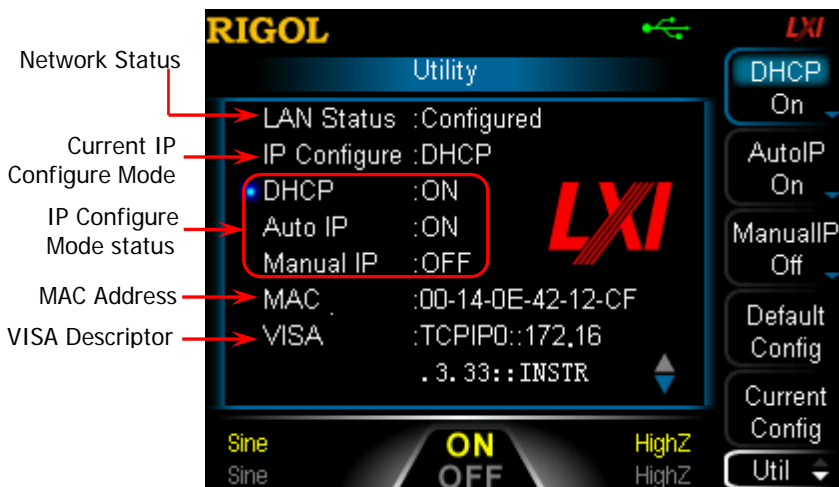 RIGOL
LXI
Utility
Network Status
LAN Status :Configured
Current IP
Configure Mode
IP Configure :DHCP
IP Configure
Mode status
DHCP :ON
Auto IP :ON
Manual IP :OFF
LXI
MAC Address
MAC :00-14-0E-42-12-CF
VISA Descriptor
VISA :TCPIP0::172.16
.3.33::INSTR
DHCP
On
AutoIP
On
ManualIP
Off
Default
Config
Current
Config
Util
Sine ON HighZ
Sine OFF HighZ